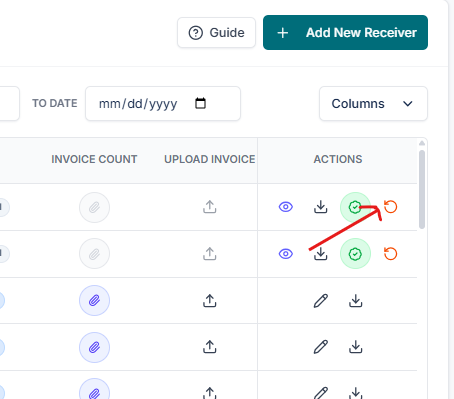 Guide
+ Add New Receiver
TO DATE
mm/dd/yyyy
Columns
INVOICE COUNT
UPLOAD INVOICE
ACTIONS